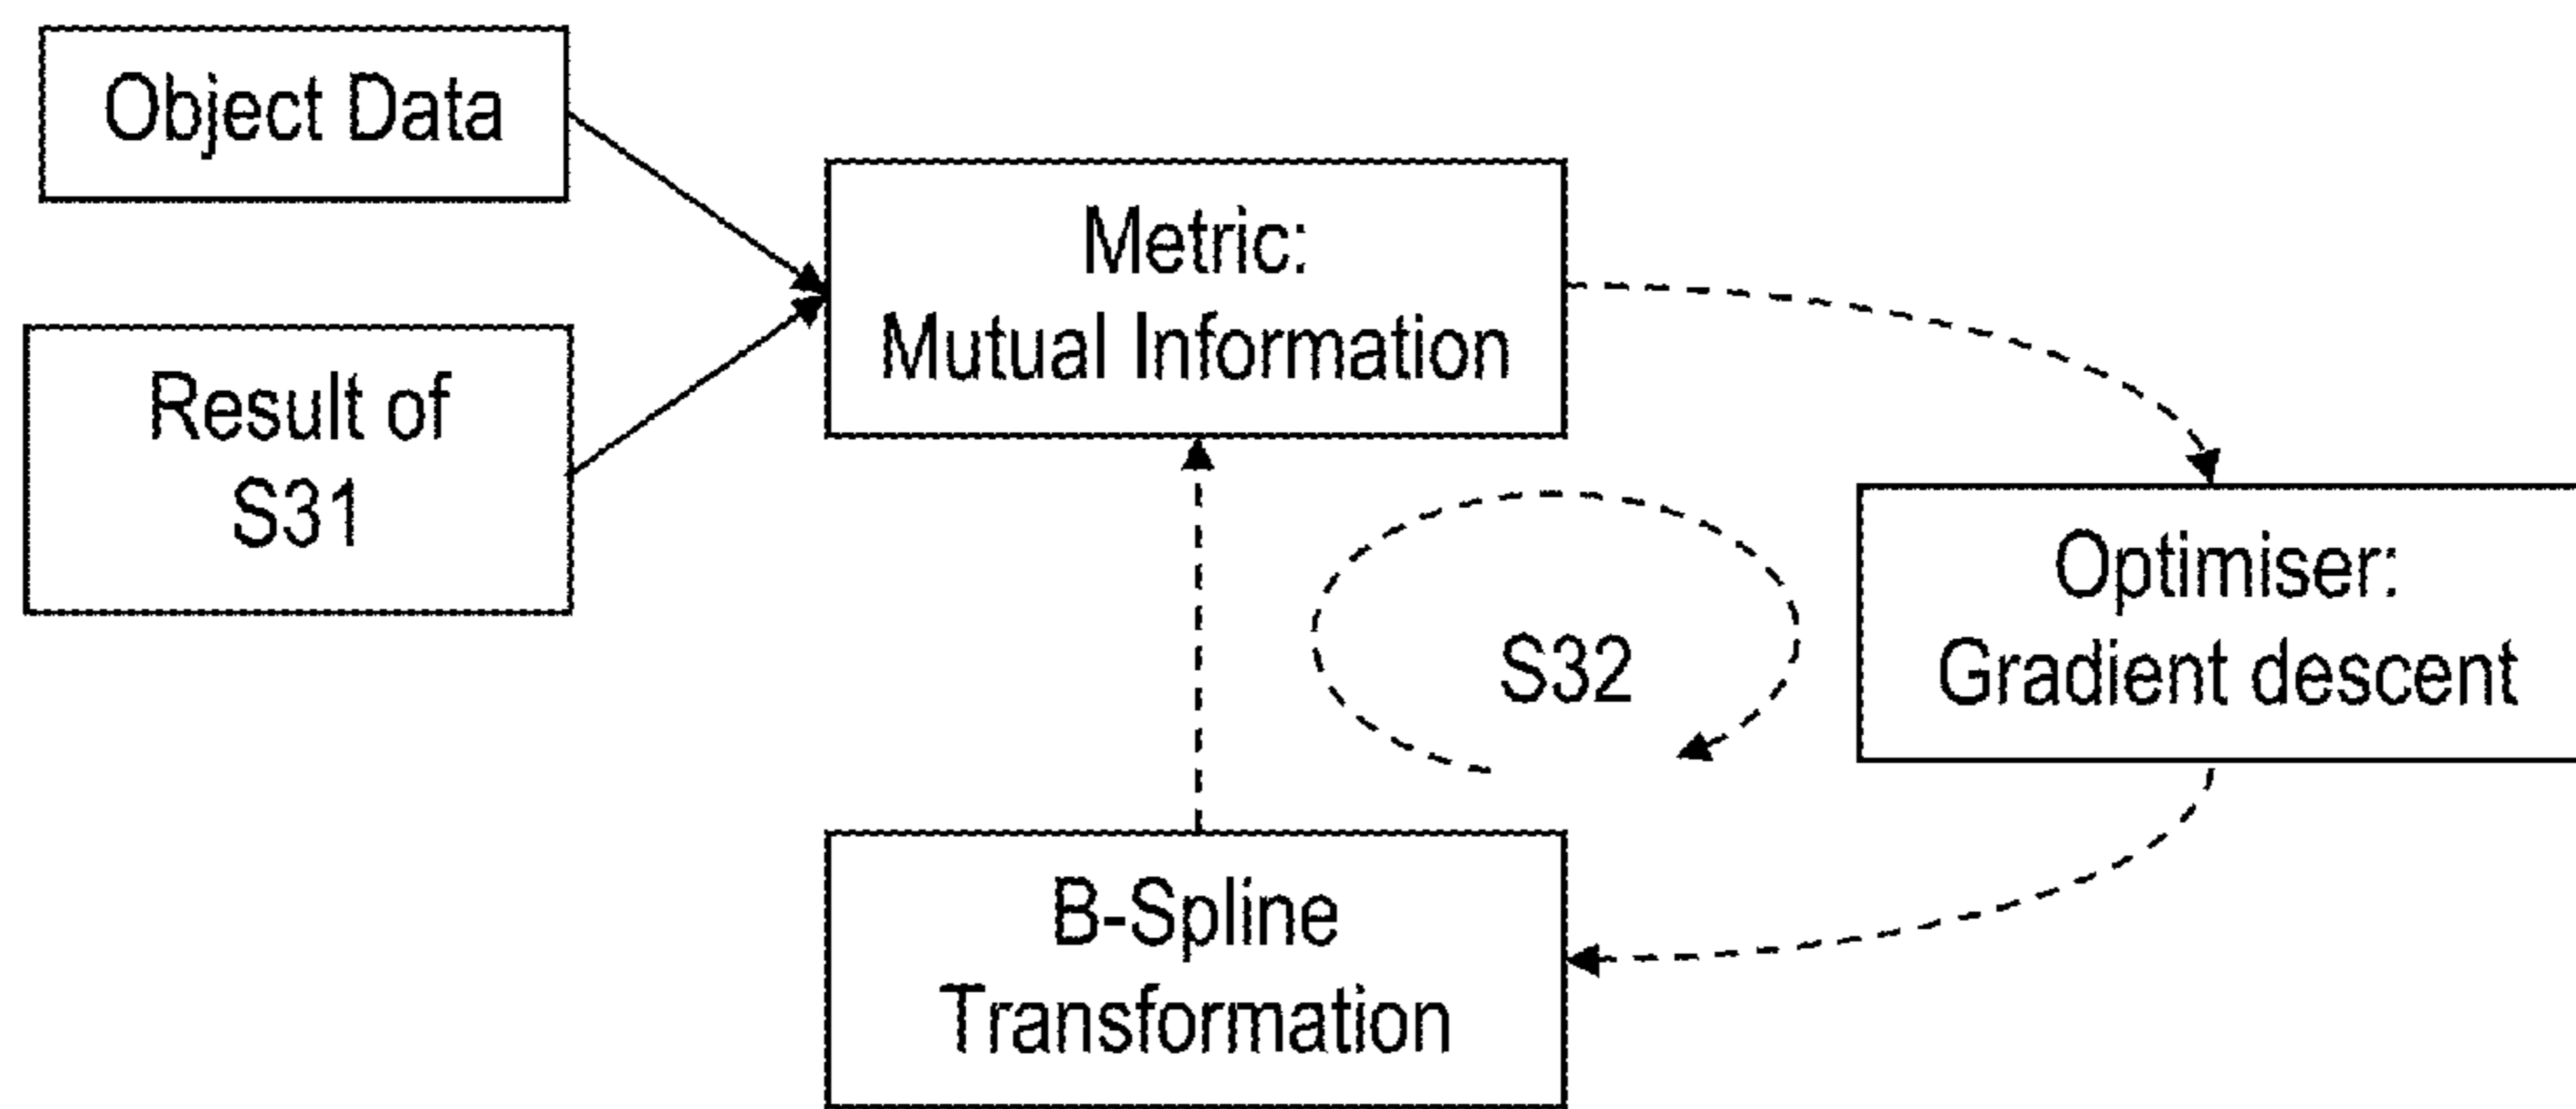 Object Data
Result of
S31
Metric:
Mutual Information
Optimiser:
Gradient descent
S32
B-Spline
Transformation